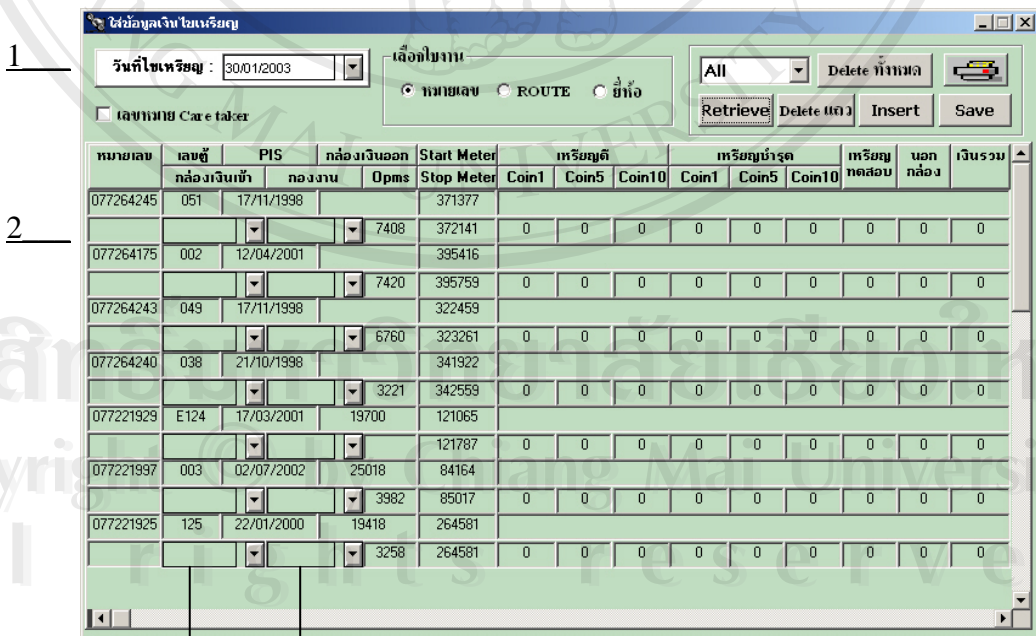 ใส่ข้อมูลเงินไขเหรียญ
1
วันที่ไขเหรียญ : 30/01/2003
เลือกใบงาน
หมายเลข ROUTE ยี่ห้อ
เลขหมาย Care taker
All Delete ทั้งหมด
Retrieve Delete แถว Insert Save
หมายเลข เลขตู้ PIS กล่องเงินออก Start Meter เหรียญดี เหรียญชำรุด เหรียญทดสอบ นอกกล่อง เงินรวม
กล่องเงินเข้า กองงาน Opms Stop Meter Coin1 Coin5 Coin10 Coin1 Coin5 Coin10
077264245 051 17/11/1998 371377
2
7408 372141 0 0 0 0 0 0 0 0 0
077264175 002 12/04/2001 395416
7420 395759 0 0 0 0 0 0 0 0 0
077264243 049 17/11/1998 322459
6760 323261 0 0 0 0 0 0 0 0 0
077264240 038 21/10/1998 341922
3221 342559 0 0 0 0 0 0 0 0 0
077221929 E124 17/03/2001 19700 121065
121787 0 0 0 0 0 0 0 0 0
077221997 003 02/07/2002 25018 84164
3982 85017 0 0 0 0 0 0 0 0 0
077221925 125 22/01/2000 19418 264581
3258 264581 0 0 0 0 0 0 0 0 0